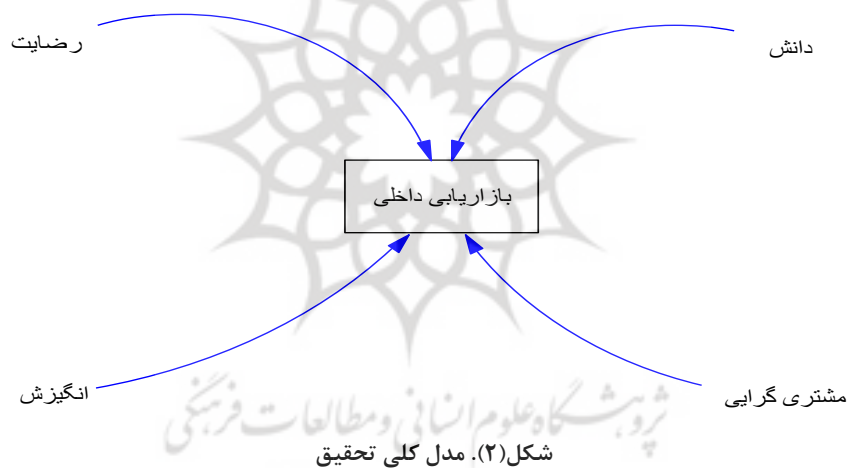 دانش
رضایت
بازاریابی داخلی
مشتری گرایی
انگیزش
پژوهشگاه علوم انسانی و مطالعات فرهنگی
شکل(۲). مدل کلی تحقیق